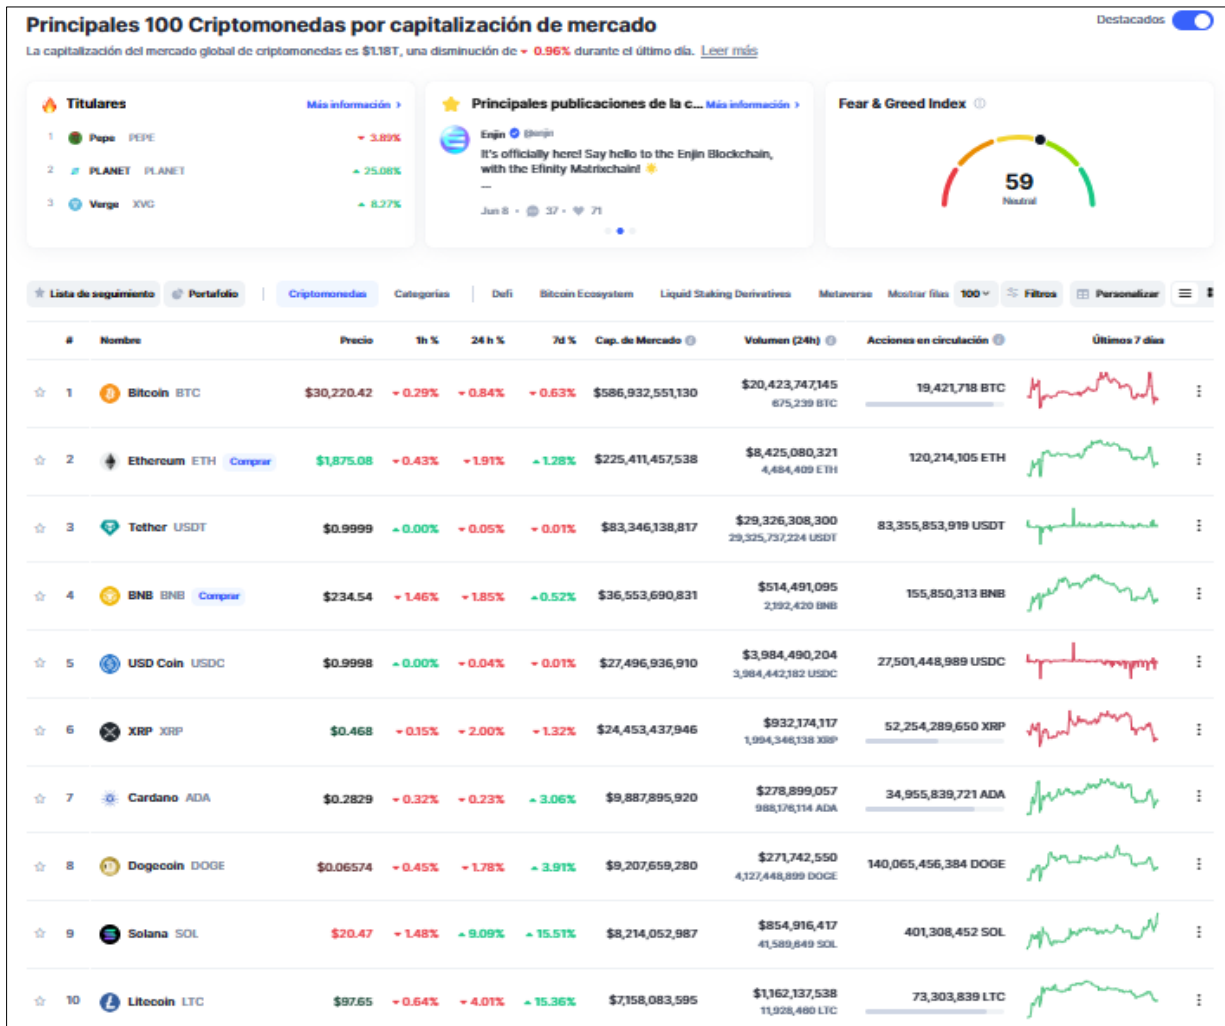 Principales 100 Criptomonedas por capitalización de mercado
Destacados
La capitalización del mercado global de criptomonedas es $1.18T, una disminución de 0.96% durante el último día. Leer más
Titulares Más información
1 Pepe PEPE 3.89%
2 PLANET PLANET 25.08%
3 Verge XVG 8.27%
Principales publicaciones de la c... Más información
Enjin @enjin
It's officially here! Say hello to the Enjin Blockchain,
with the Efinity Matrixchain!
—
Jun 8 · 37 · 71
Fear & Greed Index
59
Neutral
Lista de seguimiento Portafolio Criptomonedas Categorías Defi Bitcoin Ecosystem Liquid Staking Derivatives Metaverse Mostrar filas 100 Filtros Personalizar
# Nombre Precio 1h % 24h % 7d % Cap. de Mercado Volumen (24h) Acciones en circulación Últimos 7 días
1 Bitcoin BTC $30,220.42 0.29% 0.84% 0.63% $586,932,551,130 $20,423,747,145 19,421,718 BTC
675,239 BTC
2 Ethereum ETH Comprar $1,875.08 0.43% 1.91% 1.28% $225,411,457,538 $8,425,080,321 120,214,105 ETH
4,484,409 ETH
3 Tether USDT $0.9999 0.00% 0.05% 0.01% $83,346,138,817 $29,326,308,300 83,355,853,919 USDT
29,325,737,224 USDT
4 BNB BNB Comprar $234.54 1.46% 1.85% 0.52% $36,553,690,831 $514,491,095 155,850,313 BNB
2,192,420 BNB
5 USD Coin USDC $0.9998 0.00% 0.04% 0.01% $27,496,936,910 $3,984,490,204 27,501,448,989 USDC
3,984,442,182 USDC
6 XRP XRP $0.468 0.15% 2.00% 1.32% $24,453,437,946 $932,174,117 52,254,289,650 XRP
1,994,346,138 XRP
7 Cardano ADA $0.2829 0.32% 0.23% 3.06% $9,887,895,920 $278,899,057 34,955,839,721 ADA
988,176,114 ADA
8 Dogecoin DOGE $0.06574 0.45% 1.78% 3.91% $9,207,659,280 $271,742,550 140,065,456,384 DOGE
4,127,448,899 DOGE
9 Solana SOL $20.47 1.48% 9.09% 15.51% $8,214,052,987 $854,916,417 401,308,452 SOL
41,589,649 SOL
10 Litecoin LTC $97.65 0.64% 4.01% 15.36% $7,158,083,595 $1,162,137,538 73,303,839 LTC
11,928,460 LTC